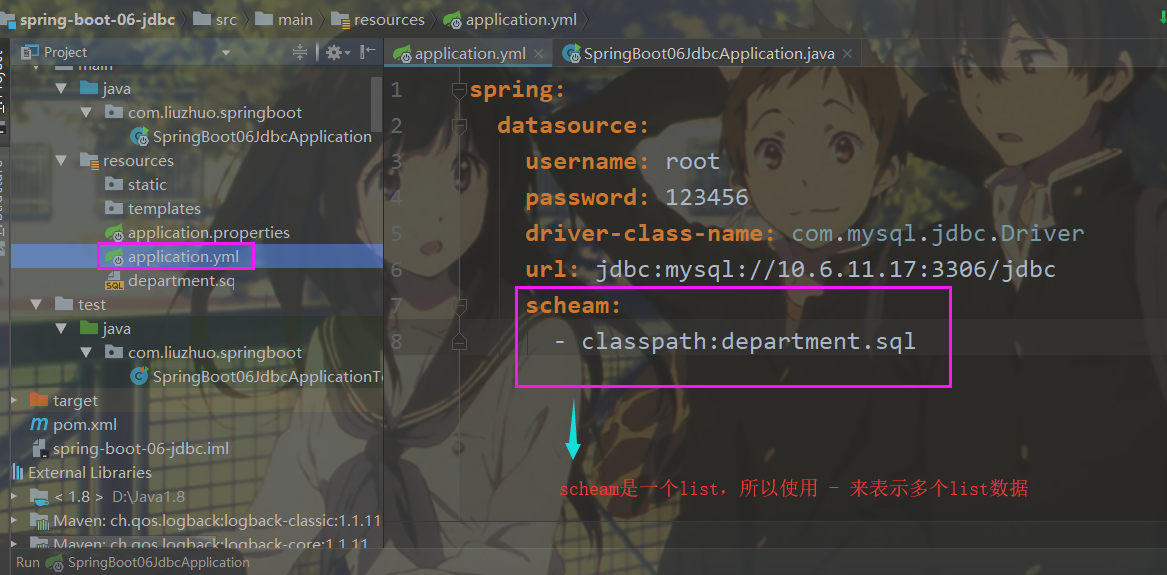 spring-boot-06-jdbc src main resources application.yml
Project
application.yml
SpringBoot06JdbcApplication.java
main
java
com.liuzhuo.springboot
SpringBoot06JdbcApplication
resources
static
templates
application.properties
application.yml
department.sq
test
java
com.liuzhuo.springboot
SpringBoot06JdbcApplicationTe
target
pom.xml
spring-boot-06-jdbc.iml
External Libraries
< 1.8 > D:\Java1.8
Maven: ch.qos.logback:logback-classic:1.1.11
Maven: ch.qos.logback:logback-core:1.1.11
1 spring:
2 datasource:
3 username: root
4 password: 123456
5 driver-class-name: com.mysql.jdbc.Driver
6 url: jdbc:mysql://10.6.11.17:3306/jdbc
7 scheam:
8 - classpath:department.sql
scheam是一个list，所以使用 - 来表示多个list数据
Run SpringBoot06JdbcApplication